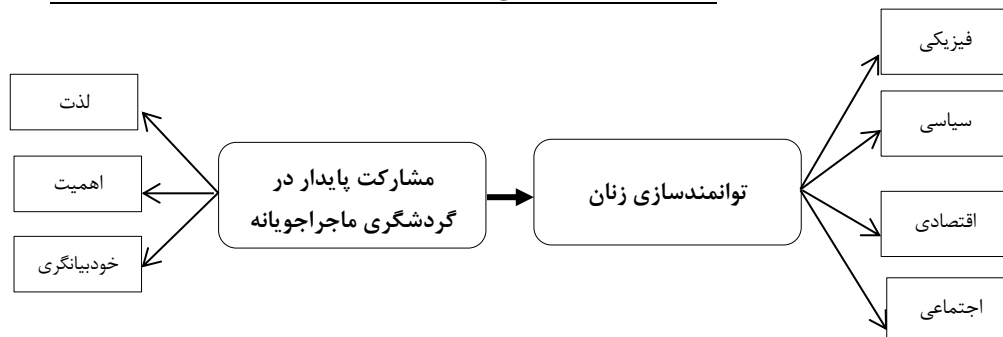 فیزیکی
سیاسی
اقتصادی
اجتماعی
توانمندسازی زنان
مشارکت پایدار در
گردشگری ماجراجویانه
لذت
اهمیت
خودبیانگری